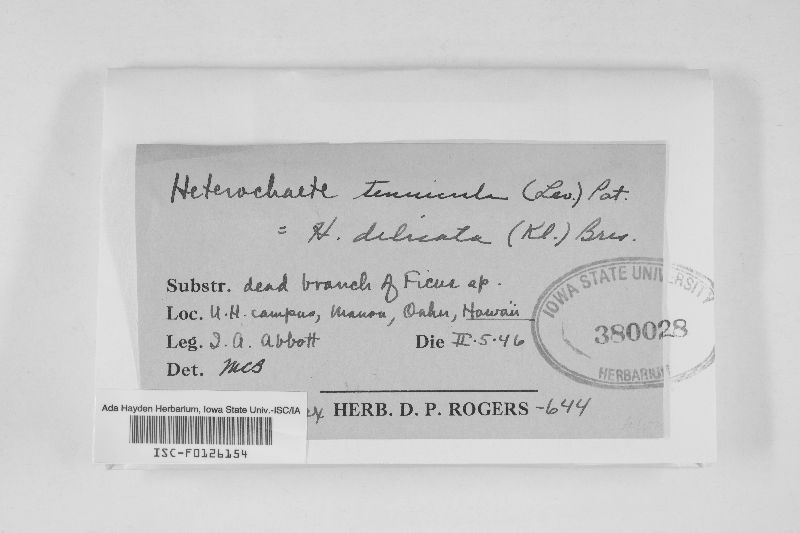 Heterochaete tenuicula (Lev.) Pat.
= H. delicata (Kl.) Bres.
Substr. dead branch of Ficus sp.
Loc. U.H. campus, Manoa, Oahu, Hawaii
Leg. I. A. Abbott Die II·5·46
Det. MCB
HERB. D. P. ROGERS -644
IOWA STATE UNIVERSITY
380028
HERBARIUM
Ada Hayden Herbarium, Iowa State Univ.-ISC/IA
ISC-F0126154